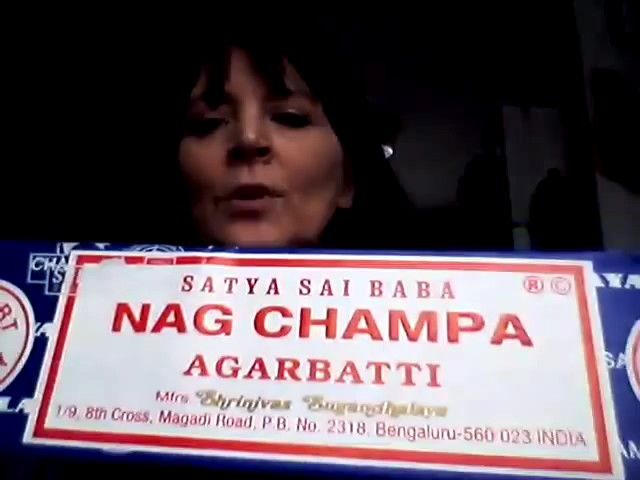 SATYA SAI BABA ® ©
NAG CHAMPA
AGARBATTI
Mfrs. Shrinivas Sugandhalaya
1/9, 8th Cross, Magadi Road, P.B. No. 2318, Bengaluru-560 023 INDIA